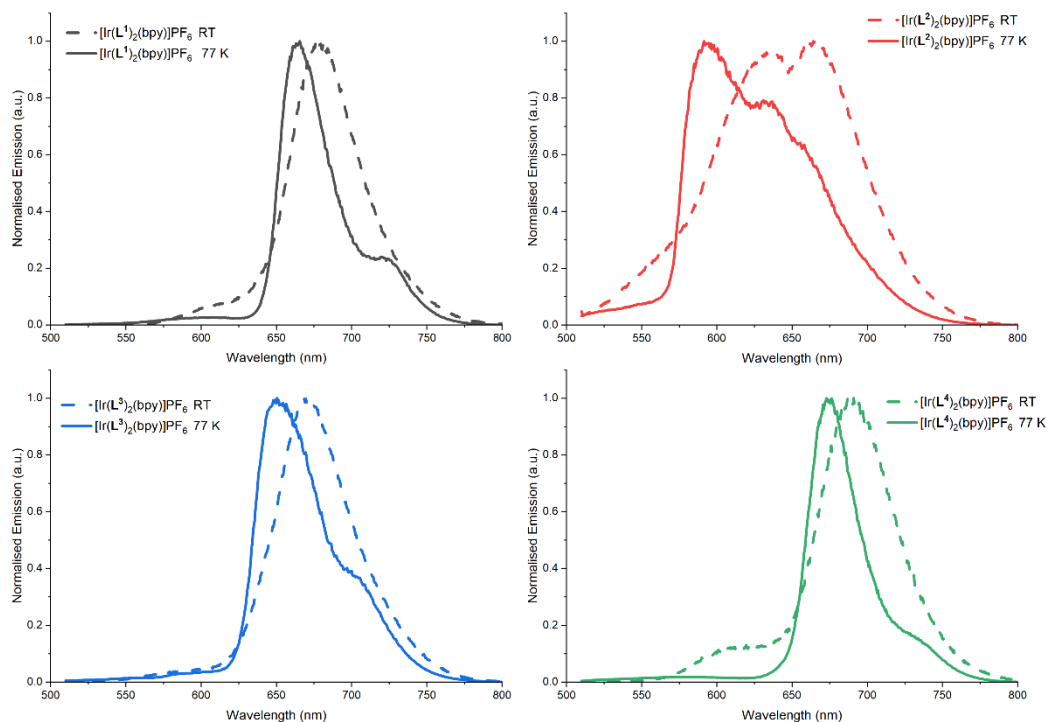 [Ir(L¹)₂(bpy)]PF₆ RT
[Ir(L¹)₂(bpy)]PF₆ 77 K
Normalised Emission (a.u.)
1.0
0.8
0.6
0.4
0.2
0.0
500 550 600 650 700 750 800
Wavelength (nm)
[Ir(L²)₂(bpy)]PF₆ RT
[Ir(L²)₂(bpy)]PF₆ 77 K
Normalised Emission (a.u.)
1.0
0.8
0.6
0.4
0.2
0.0
500 550 600 650 700 750 800
Wavelength (nm)
[Ir(L³)₂(bpy)]PF₆ RT
[Ir(L³)₂(bpy)]PF₆ 77 K
Normalised Emission (a.u.)
1.0
0.8
0.6
0.4
0.2
0.0
500 550 600 650 700 750 800
Wavelength (nm)
[Ir(L⁴)₂(bpy)]PF₆ RT
[Ir(L⁴)₂(bpy)]PF₆ 77 K
Normalised Emission (a.u.)
1.0
0.8
0.6
0.4
0.2
0.0
500 550 600 650 700 750 800
Wavelength (nm)